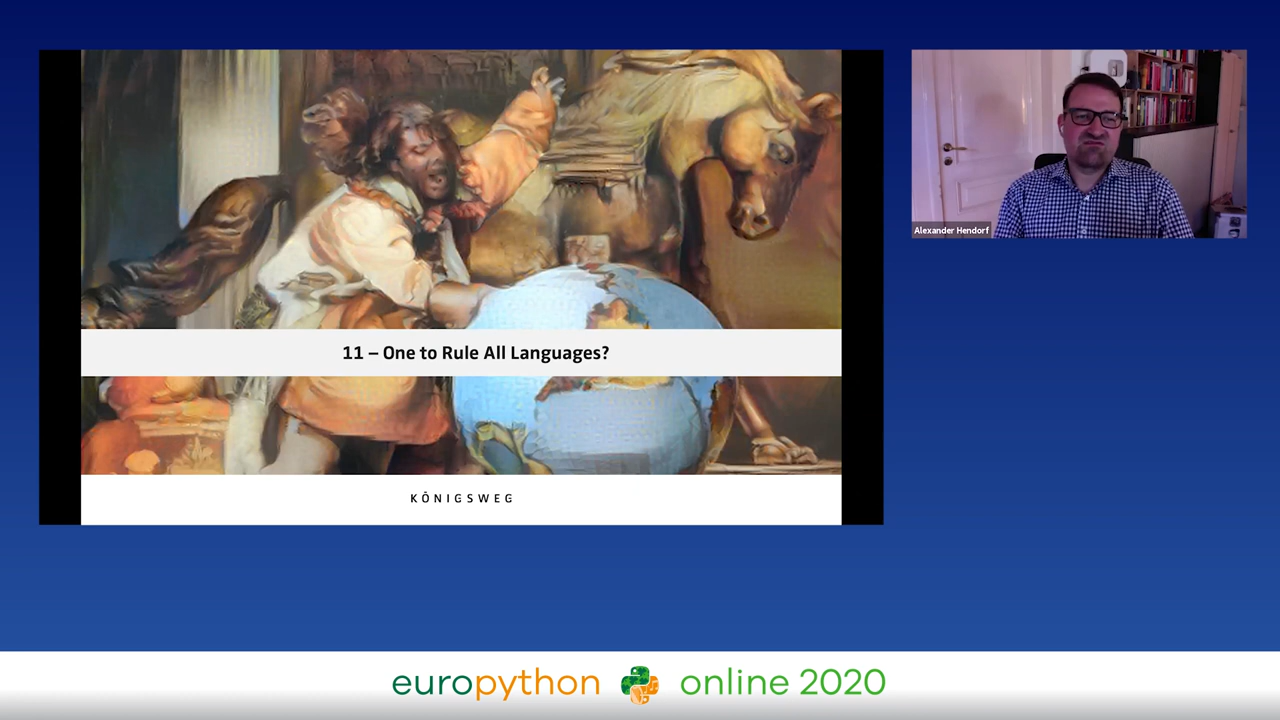 11 – One to Rule All Languages?
KÖNIGSWEG
Alexander Hendorf
europython online 2020